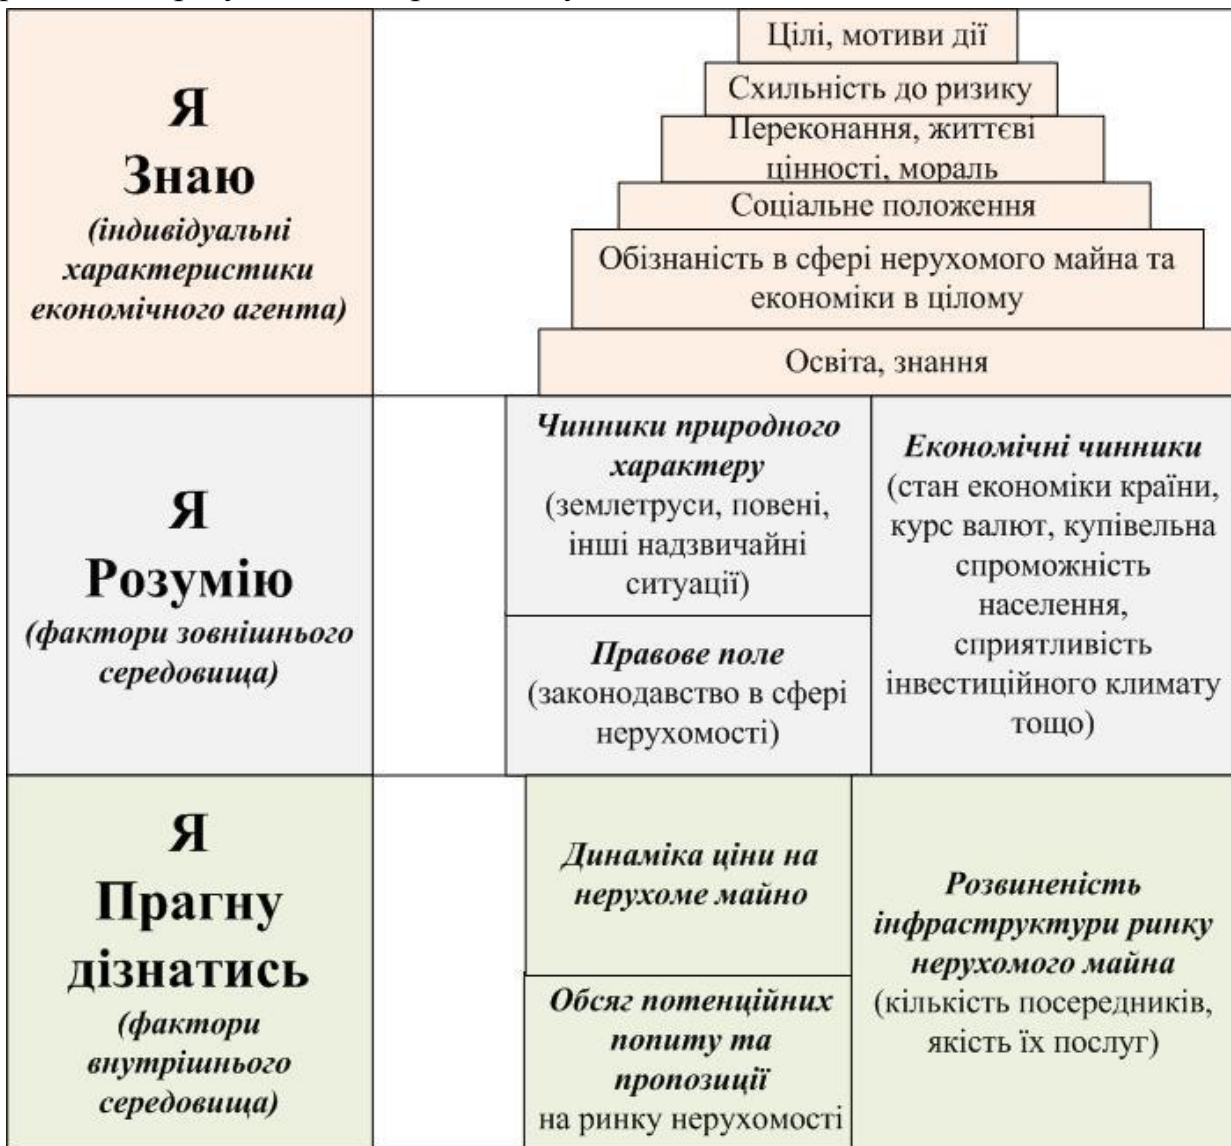 Я
Знаю
(індивідуальні
характеристики
економічного агента)
Цілі, мотиви дії
Схильність до ризику
Переконання, життєві
цінності, мораль
Соціальне положення
Обізнаність в сфері нерухомого майна та
економіки в цілому
Освіта, знання
Я
Розумію
(фактори зовнішнього
середовища)
Чинники природного
характеру
(землетруси, повені,
інші надзвичайні
ситуації)
Правове поле
(законодавство в сфері
нерухомості)
Економічні чинники
(стан економіки країни,
курс валют, купівельна
спроможність
населення,
сприятливість
інвестиційного климату
тощо)
Я
Прагну
дізнатись
(фактори
внутрішнього
середовища)
Динаміка ціни на
нерухоме майно
Обсяг потенційних
попиту та
пропозиції
на ринку нерухомості
Розвиненість
інфраструктури ринку
нерухомого майна
(кількість посередників,
якість їх послуг)